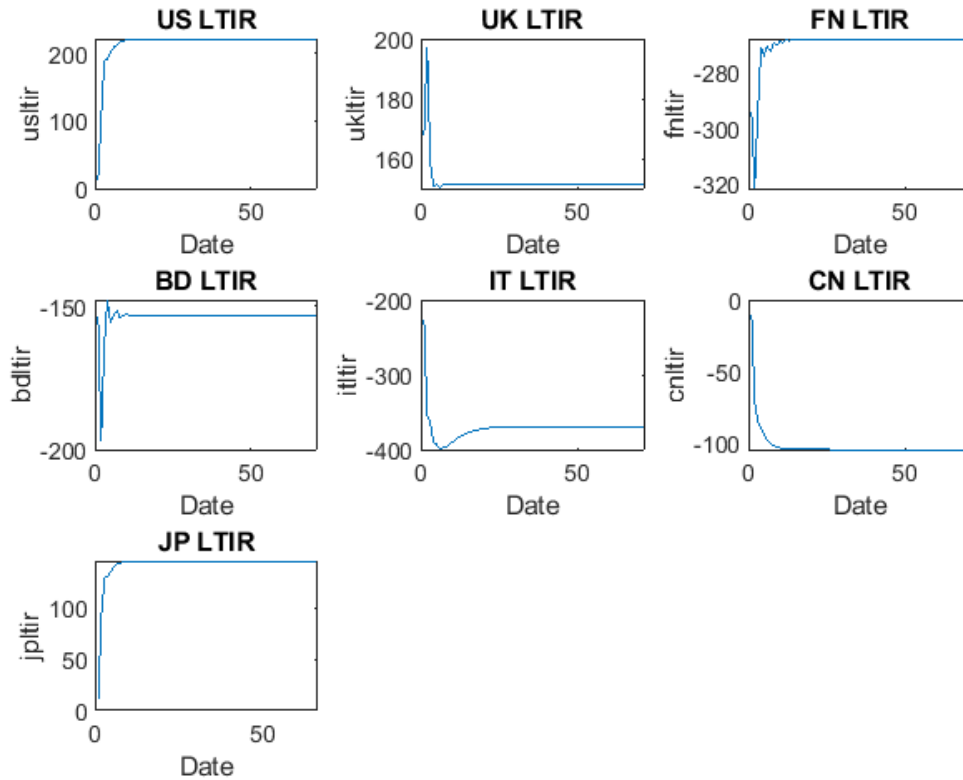 US LTIR
UK LTIR
FN LTIR
usltir
200
100
0
0
50
Date
ukltir
200
180
160
0
50
Date
fnltir
-280
-300
-320
0
50
Date
BD LTIR
IT LTIR
CN LTIR
bdltir
-150
-200
0
50
Date
itltir
-200
-300
-400
0
50
Date
cnltir
0
-50
-100
0
50
Date
JP LTIR
jpltir
100
50
0
0
50
Date